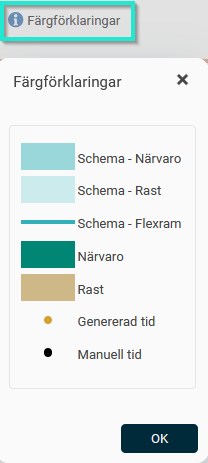 Färgförklaringar
Färgförklaringar
Schema - Närvaro
Schema - Rast
Schema - Flexram
Närvaro
Rast
Genererad tid
Manuell tid
OK